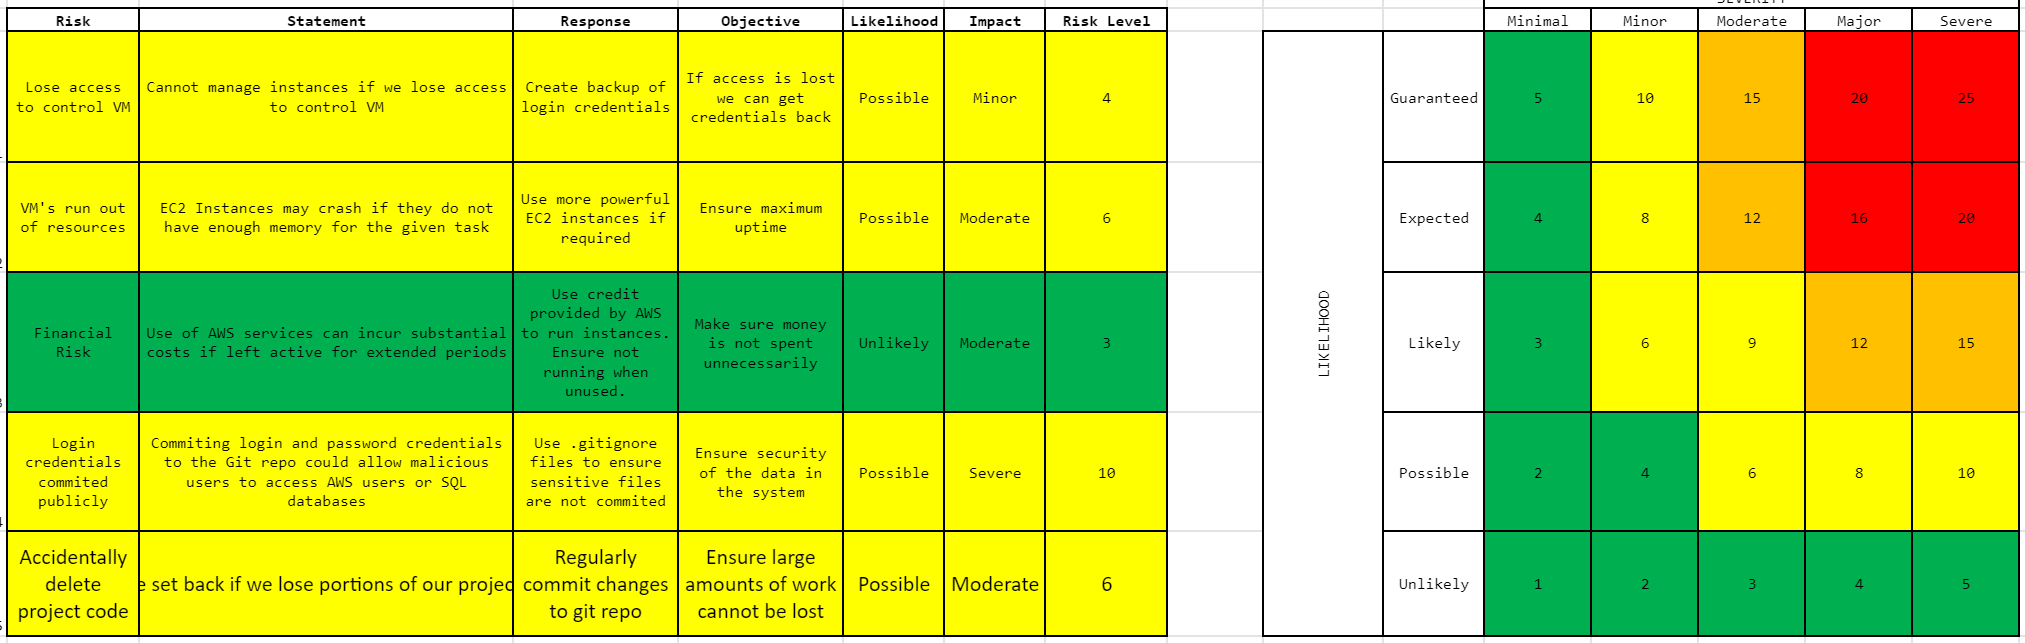 SEVERITY
Risk
Statement
Response
Objective
Likelihood
Impact
Risk Level
Minimal
Minor
Moderate
Major
Severe
Lose access
to control VM
Cannot manage instances if we lose access
to control VM
Create backup of
login credentials
If access is lost
we can get
credentials back
Possible
Minor
4
Guaranteed
5
10
15
20
25
VM's run out
of resources
EC2 Instances may crash if they do not
have enough memory for the given task
Use more powerful
EC2 instances if
required
Ensure maximum
uptime
Possible
Moderate
6
Expected
4
8
12
16
20
Financial
Risk
Use of AWS services can incur substantial
costs if left active for extended periods
Use credit
provided by AWS
to run instances.
Ensure not
running when
unused.
Make sure money
is not spent
unnecessarily
Unlikely
Moderate
3
LIKELIHOOD
Likely
3
6
9
12
15
Login
credentials
commited
publicly
Commiting login and password credentials
to the Git repo could allow malicious
users to access AWS users or SQL
databases
Use .gitignore
files to ensure
sensitive files
are not commited
Ensure security
of the data in
the system
Possible
Severe
10
Possible
2
4
6
8
10
Accidentally
delete
project code
e set back if we lose portions of our projec
Regularly
commit changes
to git repo
Ensure large
amounts of work
cannot be lost
Possible
Moderate
6
Unlikely
1
2
3
4
5